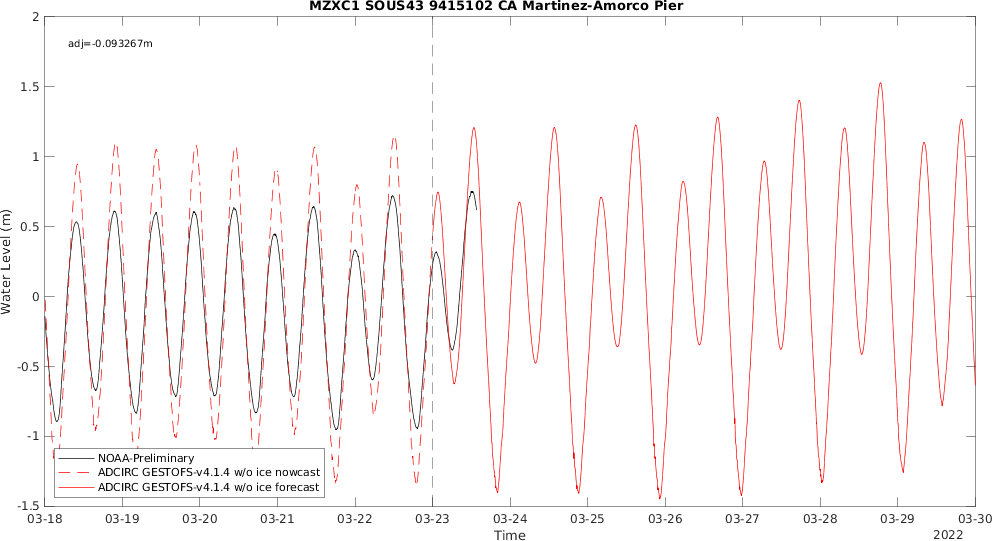 MZXC1 SOUS43 9415102 CA Martinez-Amorco Pier
adj=-0.093267m
Water Level (m)
2
1.5
1
0.5
0
-0.5
-1
-1.5
NOAA-Preliminary
ADCIRC GESTOFS-v4.1.4 w/o ice nowcast
ADCIRC GESTOFS-v4.1.4 w/o ice forecast
03-18 03-19 03-20 03-21 03-22 03-23 03-24 03-25 03-26 03-27 03-28 03-29 03-30
Time
2022